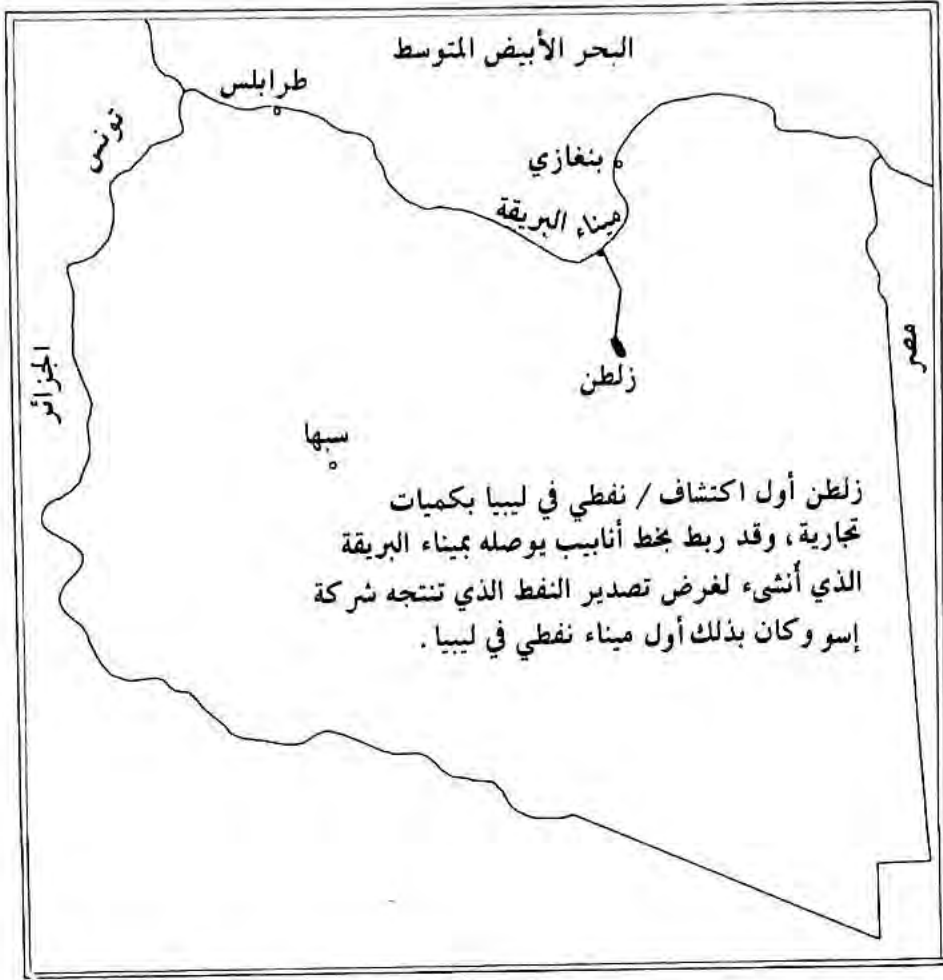 البحر الأبيض المتوسط
طرابلس
تونس
بنغازي
ميناء البريقة
مصر
الجزائر
زلطن
سبها
زلطن أول اكتشاف / نفطي في ليبيا بكميات
تجارية، وقد ربط بخط أنابيب يوصله بميناء البريقة
الذي أُنشىء لغرض تصدير النفط الذي تنتجه شركة
إسو وكان بذلك أول ميناء نفطي في ليبيا.